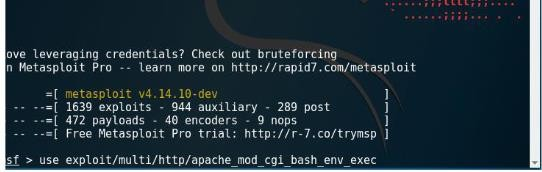 ove leveraging credentials? Check out bruteforcing
n Metasploit Pro -- learn more on http://rapid7.com/metasploit
=[ metasploit v4.14.10-dev ]
-- --=[ 1639 exploits - 944 auxiliary - 289 post ]
-- --=[ 472 payloads - 40 encoders - 9 nops ]
-- --=[ Free Metasploit Pro trial: http://r-7.co/trymsp ]
sf > use exploit/multi/http/apache_mod_cgi_bash_env_exec